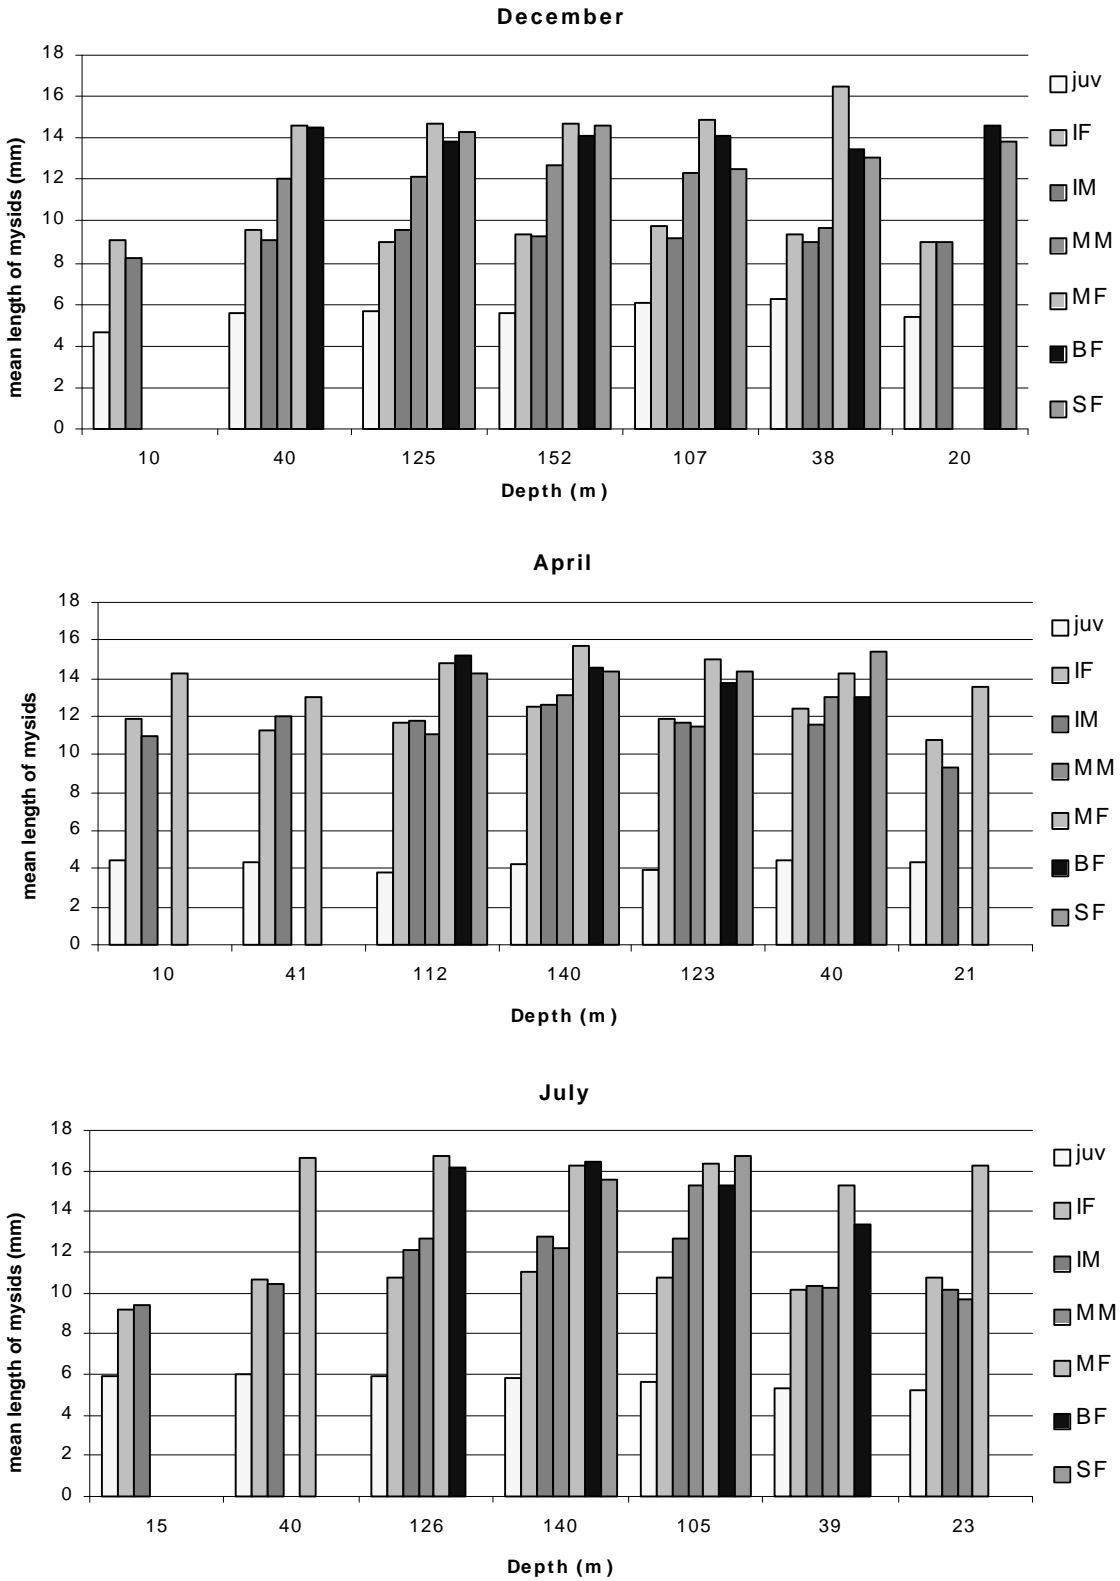 December
mean length of mysids (mm)
18
16
14
12
10
8
6
4
2
0
10 40 125 152 107 38 20
Depth (m)
juv
IF
IM
MM
MF
BF
SF
April
mean length of mysids
18
16
14
12
10
8
6
4
2
0
10 41 112 140 123 40 21
Depth (m)
juv
IF
IM
MM
MF
BF
SF
July
mean length of mysids (mm)
18
16
14
12
10
8
6
4
2
0
15 40 126 140 105 39 23
Depth (m)
juv
IF
IM
MM
MF
BF
SF